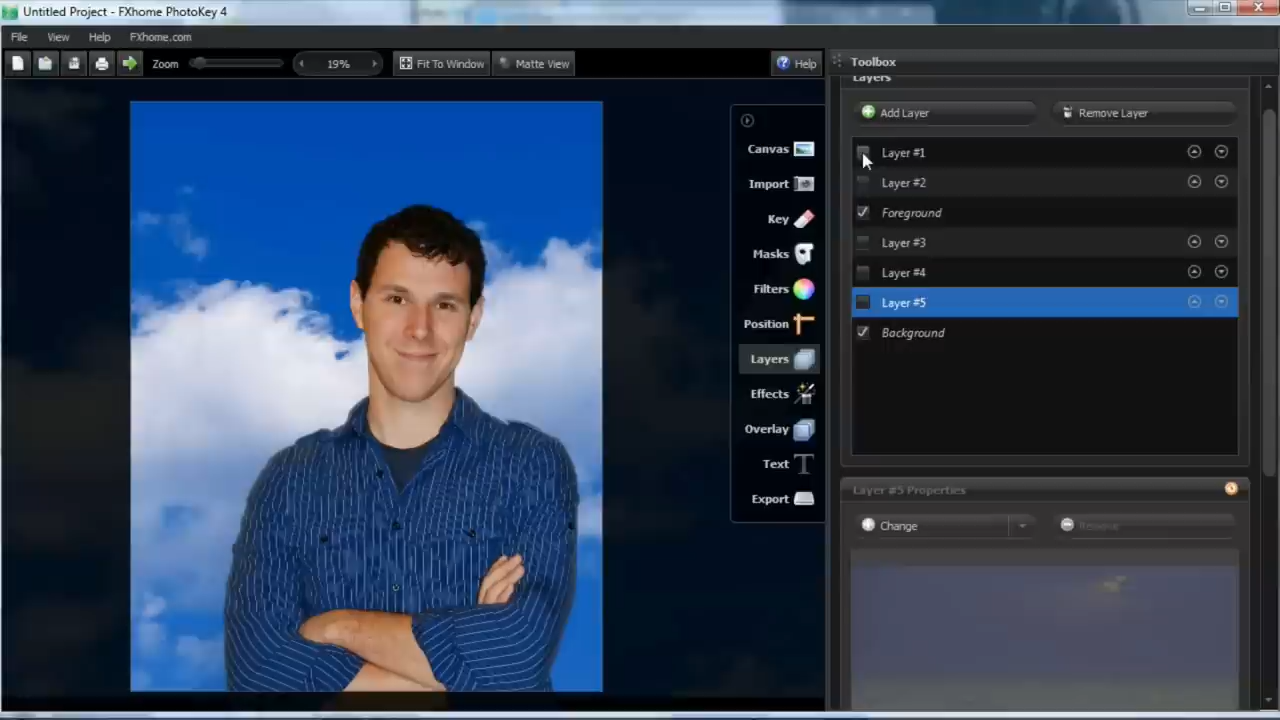 Untitled Project - FXhome PhotoKey 4
File View Help FXhome.com
Zoom 19% Fit To Window Matte View Help
Toolbox
Layers
Add Layer Remove Layer
Layer #1
Layer #2
Foreground
Layer #3
Layer #4
Layer #5
Background
Canvas
Import
Key
Masks
Filters
Position
Layers
Effects
Overlay
Text
Export
Layer #5 Properties
Change Remove